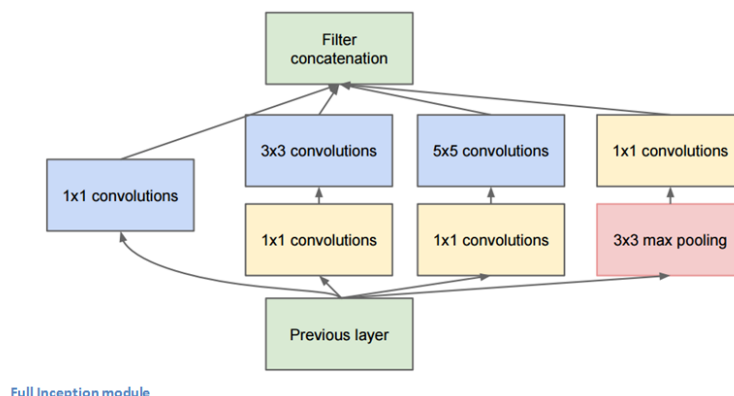 Filter
concatenation
3x3 convolutions
5x5 convolutions
1x1 convolutions
1x1 convolutions
1x1 convolutions
1x1 convolutions
3x3 max pooling
Previous layer
Full Inception module